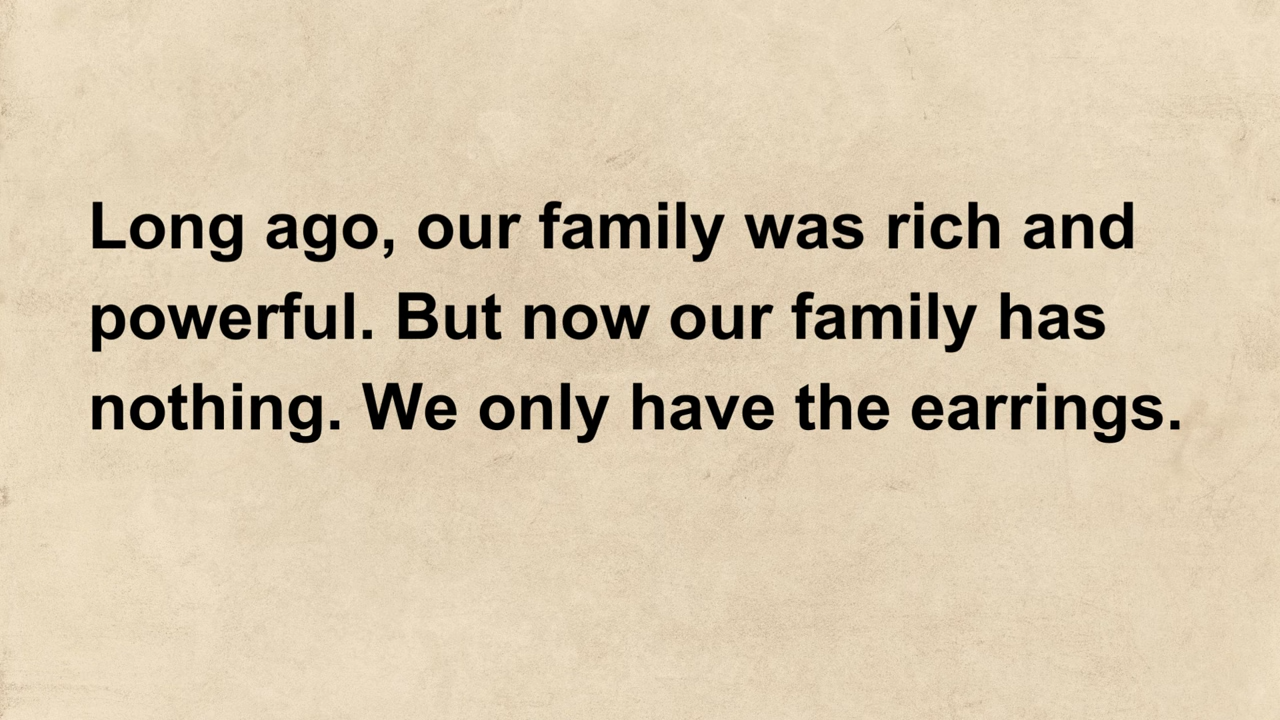 Long ago, our family was rich and
powerful. But now our family has
nothing. We only have the earrings.